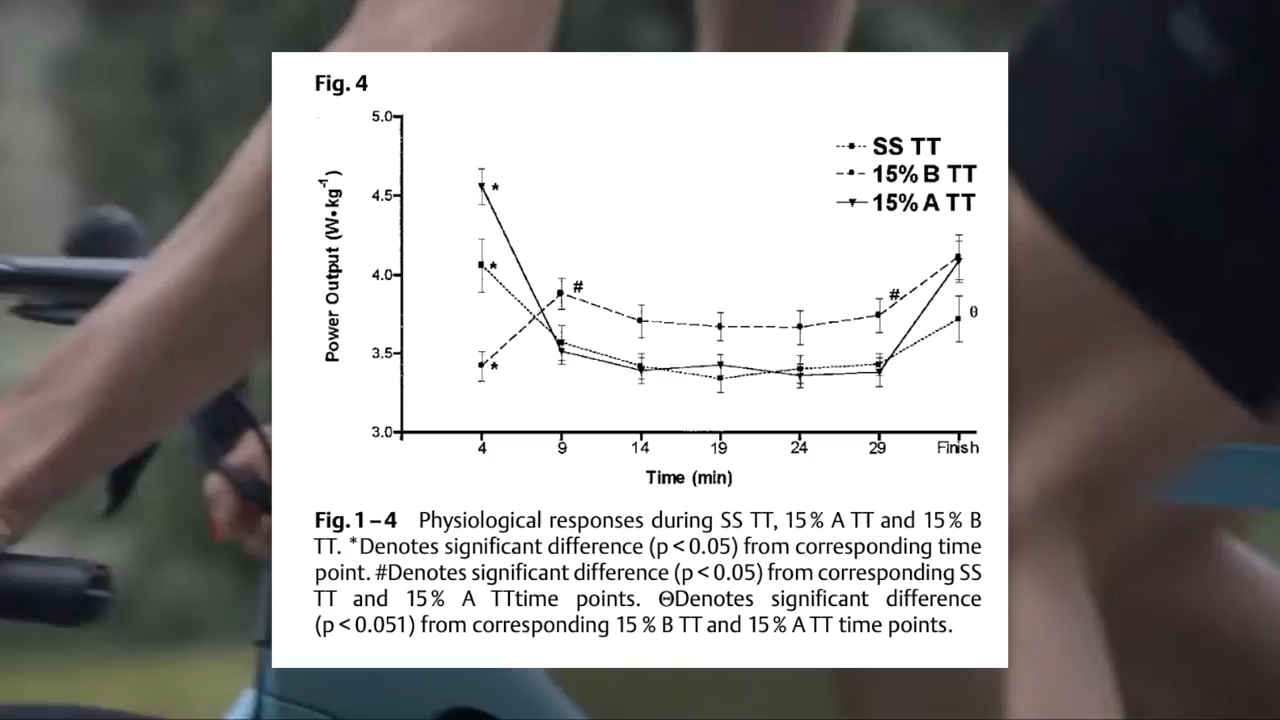 Fig. 4
5.0
4.5
4.0
3.5
3.0
Power Output (W•kg⁻¹)
SS TT
15% B TT
15% A TT
*
*
*
#
#
θ
4 9 14 19 24 29 Finish
Time (min)
Fig. 1–4 Physiological responses during SS TT, 15% A TT and 15% B
TT. *Denotes significant difference (p<0.05) from corresponding time
point. #Denotes significant difference (p<0.05) from corresponding SS
TT and 15% A TTtime points. ΘDenotes significant difference
(p<0.051) from corresponding 15% B TT and 15% A TT time points.